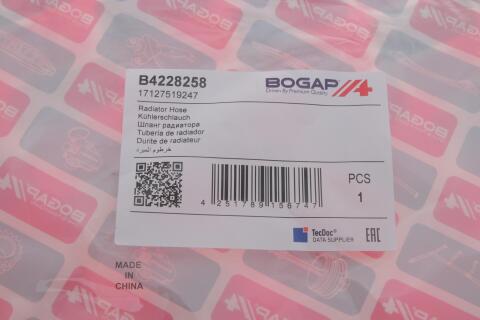 B4228258
17127519247
BOGAP
Driven By Premium Quality
Radiator Hose
Kühlerschlauch
Шланг радиатора
Tubería de radiador
Durite de radiateur
خرطوم المبرد
4 251789 156747
PCS
1
TecDoc®
DATA SUPPLIER
EAC
MADE
IN
CHINA
BOGAP
BOGAP
BOGAP
BOGAP